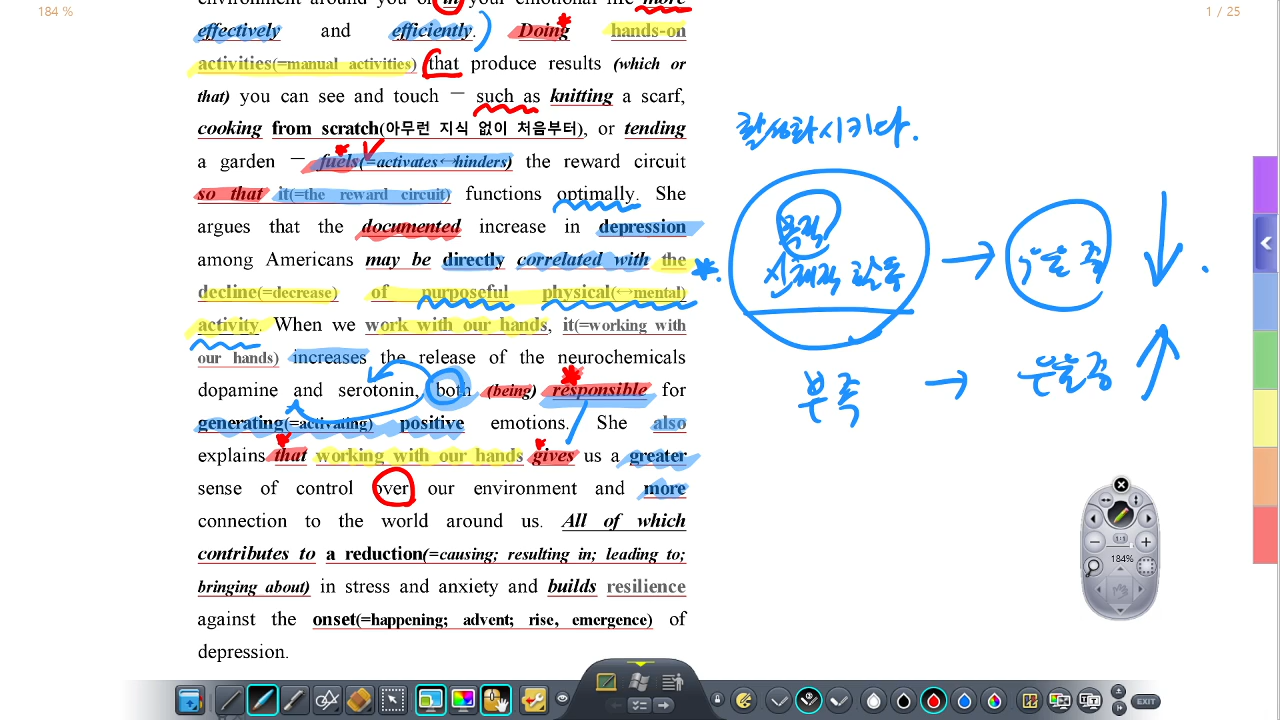 184 %
1 / 25
environment around you or in your emotional life more
effectively and efficiently.) Doing hands-on
activities(=manual activities) that produce results (which or
that) you can see and touch — such as knitting a scarf,
cooking from scratch(아무런 지식 없이 처음부터), or tending
a garden — fuels(=activates↔hinders) the reward circuit
so that it(=the reward circuit) functions optimally. She
argues that the documented increase in depression
among Americans may be directly correlated with the
decline(=decrease) of purposeful physical(↔mental)
activity. When we work with our hands, it(=working with
our hands) increases the release of the neurochemicals
dopamine and serotonin, both (being) responsible for
generating(=activating) positive emotions. She also
explains that working with our hands gives us a greater
sense of control over our environment and more
connection to the world around us. All of which
contributes to a reduction(=causing; resulting in; leading to;
bringing about) in stress and anxiety and builds resilience
against the onset(=happening; advent; rise, emergence) of
depression.
활성화시키다.
목적
신체적 활동 → 우울증 ↓.
부족 → 우울증 ↑
1:1
184%
EXIT